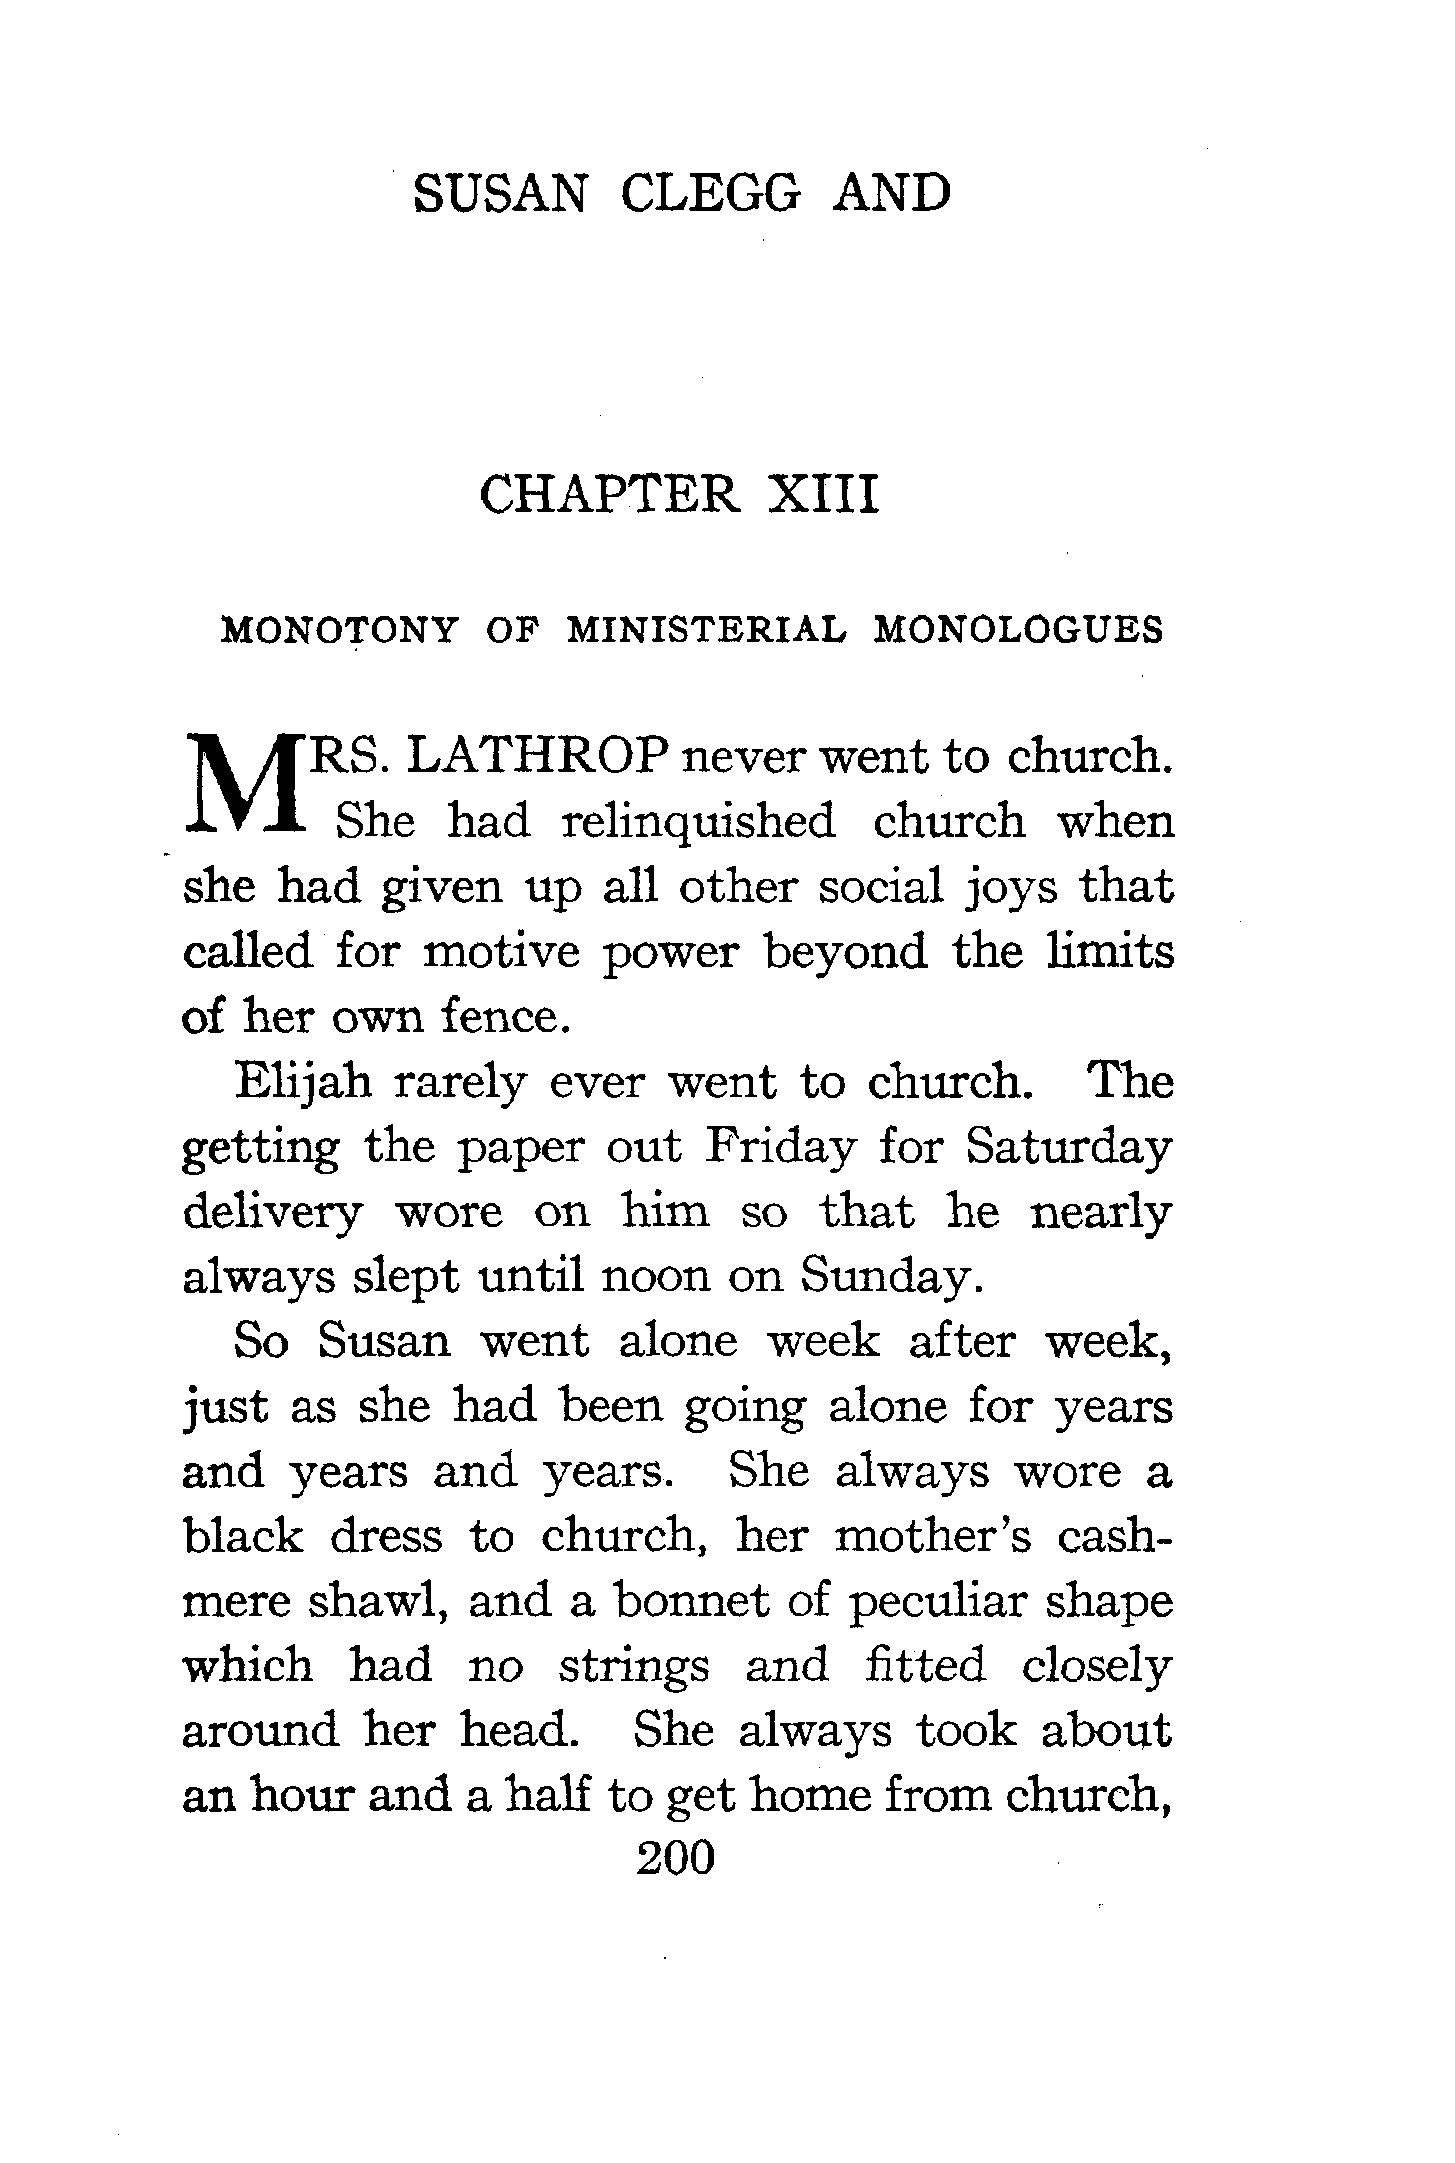 SUSAN CLEGG AND
CHAPTER XIII
MONOTONY OF MINISTERIAL MONOLOGUES
MRS. LATHROP never went to church.
She had relinquished church when
she had given up all other social joys that
called for motive power beyond the limits
of her own fence.
Elijah rarely ever went to church. The
getting the paper out Friday for Saturday
delivery wore on him so that he nearly
always slept until noon on Sunday.
So Susan went alone week after week,
just as she had been going alone for years
and years and years. She always wore a
black dress to church, her mother's cash-
mere shawl, and a bonnet of peculiar shape
which had no strings and fitted closely
around her head. She always took about
an hour and a half to get home from church,
200